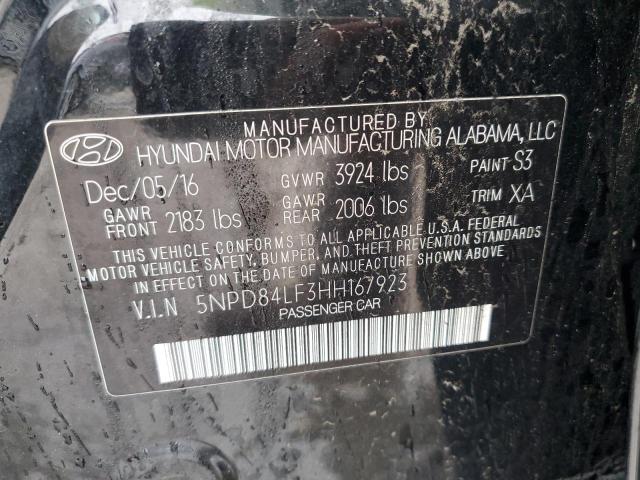 MANUFACTURED BY
HYUNDAI MOTOR MANUFACTURING ALABAMA, LLC
Dec/05/16 GVWR 3924 lbs PAINT S3
GAWR FRONT 2183 lbs GAWR REAR 2006 lbs TRIM XA
THIS VEHICLE CONFORMS TO ALL APPLICABLE U.S.A. FEDERAL
MOTOR VEHICLE SAFETY, BUMPER, AND THEFT PREVENTION STANDARDS
IN EFFECT ON THE DATE OF MANUFACTURE SHOWN ABOVE.
V.I.N 5NPD84LF3HH167923
PASSENGER CAR